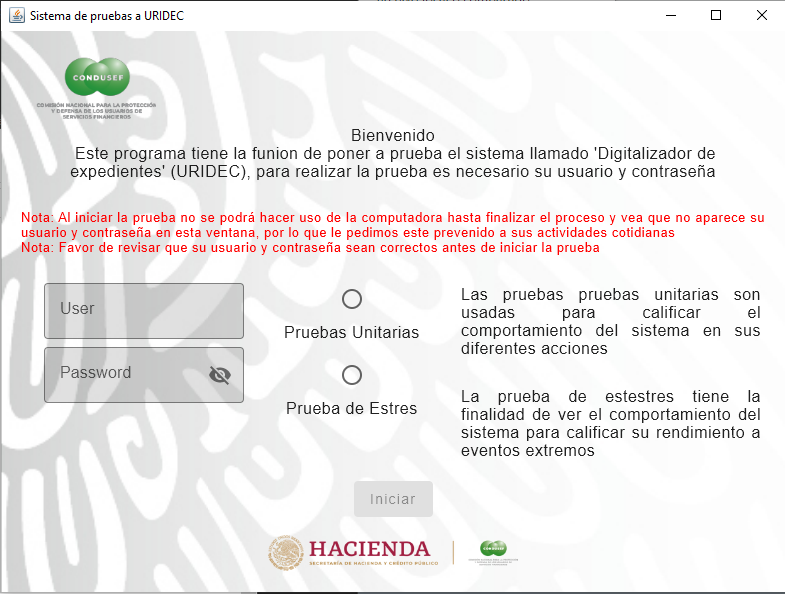 Sistema de pruebas a URIDEC
CONDUSEF
COMISIÓN NACIONAL PARA LA PROTECCIÓN
Y DEFENSA DE LOS USUARIOS DE
SERVICIOS FINANCIEROS
Bienvenido
Este programa tiene la funion de poner a prueba el sistema llamado 'Digitalizador de
expedientes' (URIDEC), para realizar la prueba es necesario su usuario y contraseña
Nota: Al iniciar la prueba no se podrá hacer uso de la computadora hasta finalizar el proceso y vea que no aparece su
usuario y contraseña en esta ventana, por lo que le pedimos este prevenido a sus actividades cotidianas
Nota: Favor de revisar que su usuario y contraseña sean correctos antes de iniciar la prueba
User
Password
Pruebas Unitarias
Prueba de Estres
Las pruebas pruebas unitarias son
usadas para calificar el
comportamiento del sistema en sus
diferentes acciones
La prueba de estestres tiene la
finalidad de ver el comportamiento del
sistema para calificar su rendimiento a
eventos extremos
Iniciar
HACIENDA
SECRETARÍA DE HACIENDA Y CRÉDITO PÚBLICO
CONDUSEF